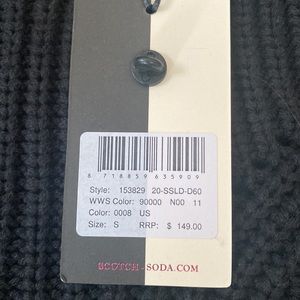 8 718859 635909
Style: 153829 20-SSLD-D60
WWS Color: 90000 N00 11
Color: 0008 US
Size: S RRP: $ 149.00
SCOTCH-SODA.COM